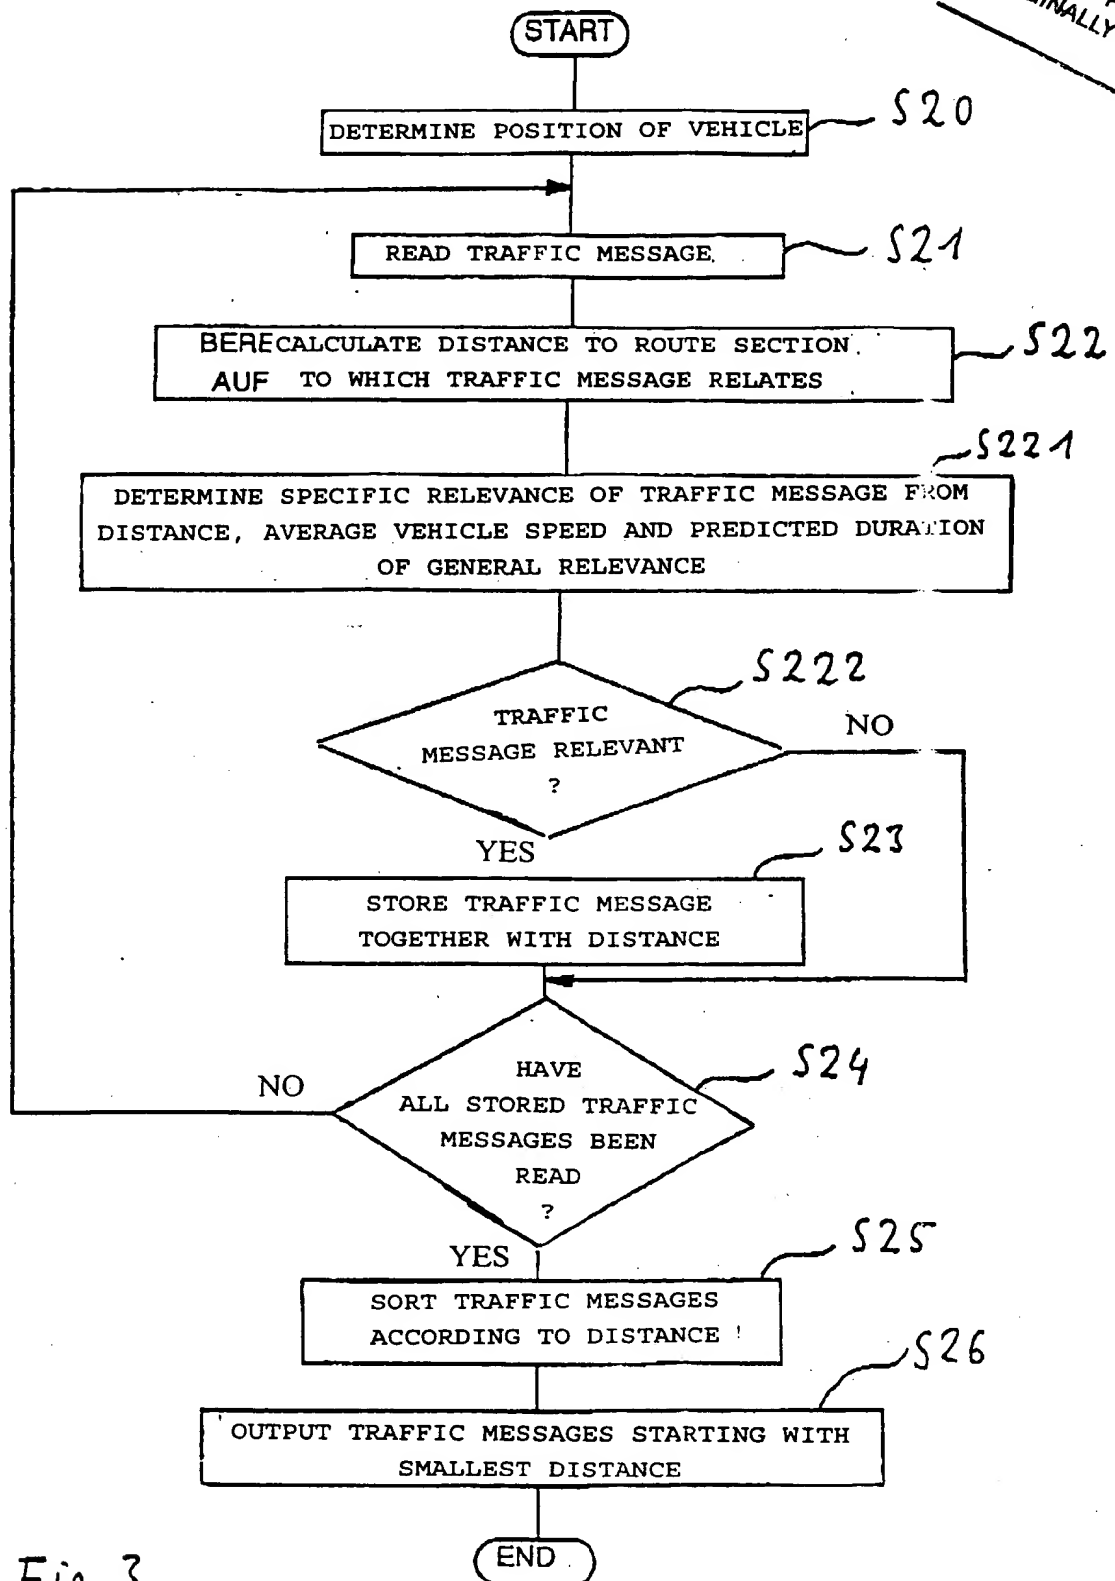 GINALLY
START
DETERMINE POSITION OF VEHICLE
S20
READ TRAFFIC MESSAGE.
S21
BERECALCULATE DISTANCE TO ROUTE SECTION.
AUF TO WHICH TRAFFIC MESSAGE RELATES
S22
S221
DETERMINE SPECIFIC RELEVANCE OF TRAFFIC MESSAGE FROM
DISTANCE, AVERAGE VEHICLE SPEED AND PREDICTED DURATION
OF GENERAL RELEVANCE
S222
TRAFFIC
MESSAGE RELEVANT
?
NO
YES
S23
STORE TRAFFIC MESSAGE
TOGETHER WITH DISTANCE
S24
HAVE
ALL STORED TRAFFIC
MESSAGES BEEN
READ
?
NO
YES
S25
SORT TRAFFIC MESSAGES
ACCORDING TO DISTANCE
S26
OUTPUT TRAFFIC MESSAGES STARTING WITH
SMALLEST DISTANCE
END
Fig. 3